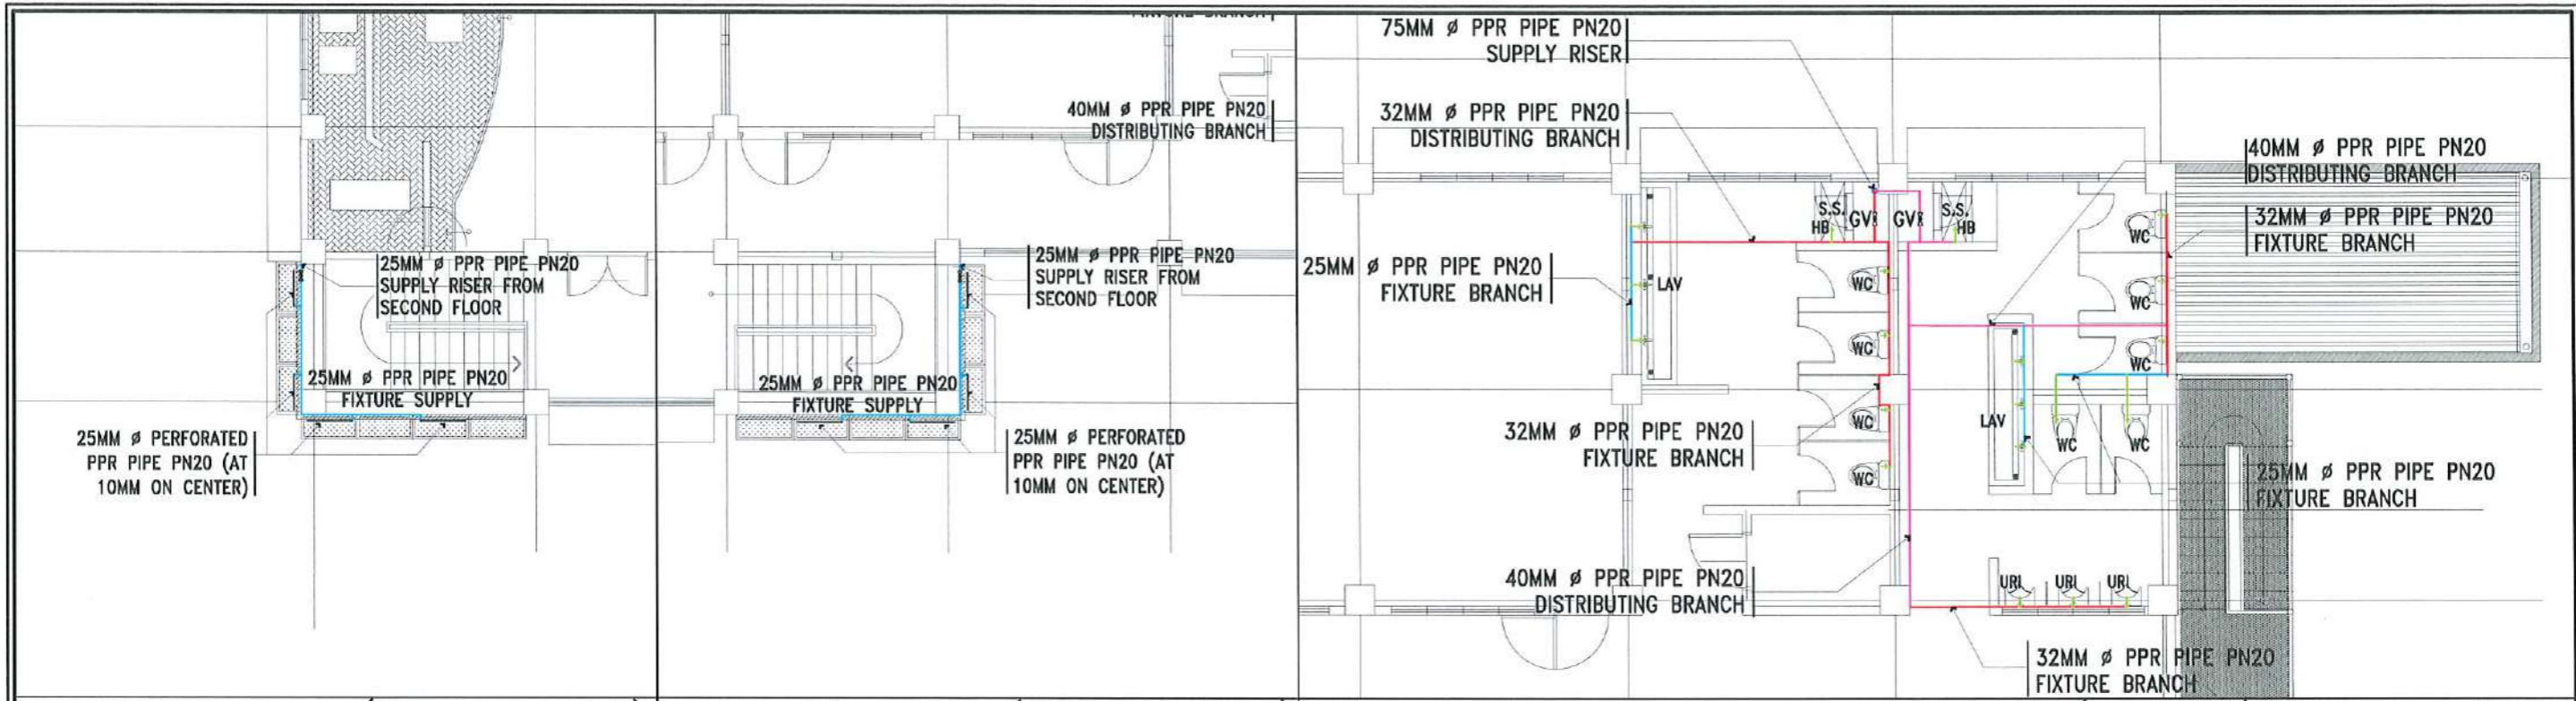 40MM Ø PPR PIPE PN20
DISTRIBUTING BRANCH
25MM Ø PPR PIPE PN20
SUPPLY RISER FROM
SECOND FLOOR
25MM Ø PPR PIPE PN20
FIXTURE SUPPLY
25MM Ø PERFORATED
PPR PIPE PN20 (AT
10MM ON CENTER)
25MM Ø PPR PIPE PN20
SUPPLY RISER FROM
SECOND FLOOR
25MM Ø PPR PIPE PN20
FIXTURE SUPPLY
25MM Ø PERFORATED
PPR PIPE PN20 (AT
10MM ON CENTER)
75MM Ø PPR PIPE PN20
SUPPLY RISER
32MM Ø PPR PIPE PN20
DISTRIBUTING BRANCH
40MM Ø PPR PIPE PN20
DISTRIBUTING BRANCH
S.S.
HB
GV
GV
S.S.
HB
32MM Ø PPR PIPE PN20
FIXTURE BRANCH
25MM Ø PPR PIPE PN20
FIXTURE BRANCH
LAV
WC
WC
WC
WC
WC
WC
WC
LAV
WC
WC
32MM Ø PPR PIPE PN20
FIXTURE BRANCH
25MM Ø PPR PIPE PN20
FIXTURE BRANCH
40MM Ø PPR PIPE PN20
DISTRIBUTING BRANCH
URL
URL
URL
32MM Ø PPR PIPE PN20
FIXTURE BRANCH